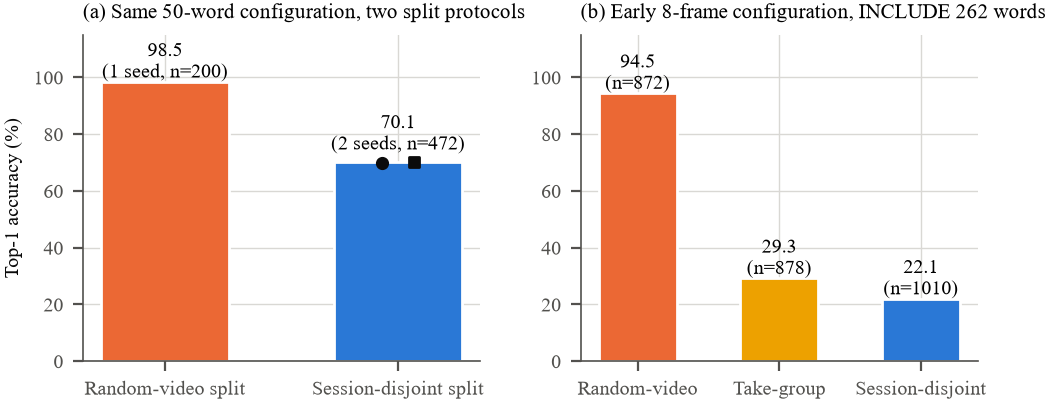 (a) Same 50-word configuration, two split protocols
Top-1 accuracy (%)
100
80
60
40
20
0
98.5
(1 seed, n=200)
70.1
(2 seeds, n=472)
Random-video split
Session-disjoint split
(b) Early 8-frame configuration, INCLUDE 262 words
100
80
60
40
20
0
94.5
(n=872)
29.3
(n=878)
22.1
(n=1010)
Random-video
Take-group
Session-disjoint